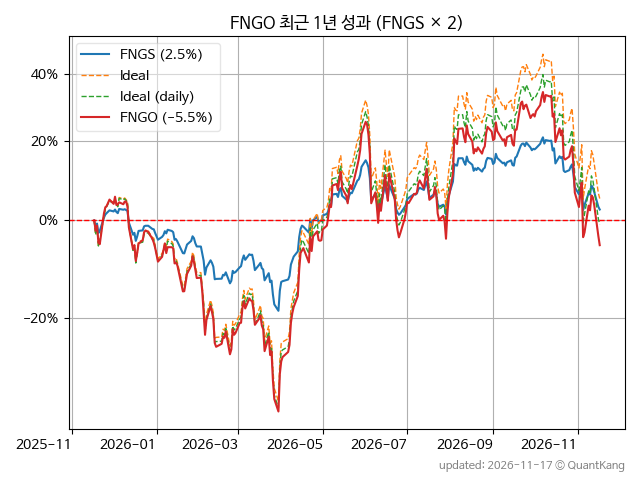 FNGO 최근 1년 성과 (FNGS × 2)
FNGS (2.5%)
Ideal
Ideal (daily)
FNGO (−5.5%)
40%
20%
0%
−20%
2025-11
2026-01
2026-03
2026-05
2026-07
2026-09
2026-11
updated: 2026-11-17 © QuantKang